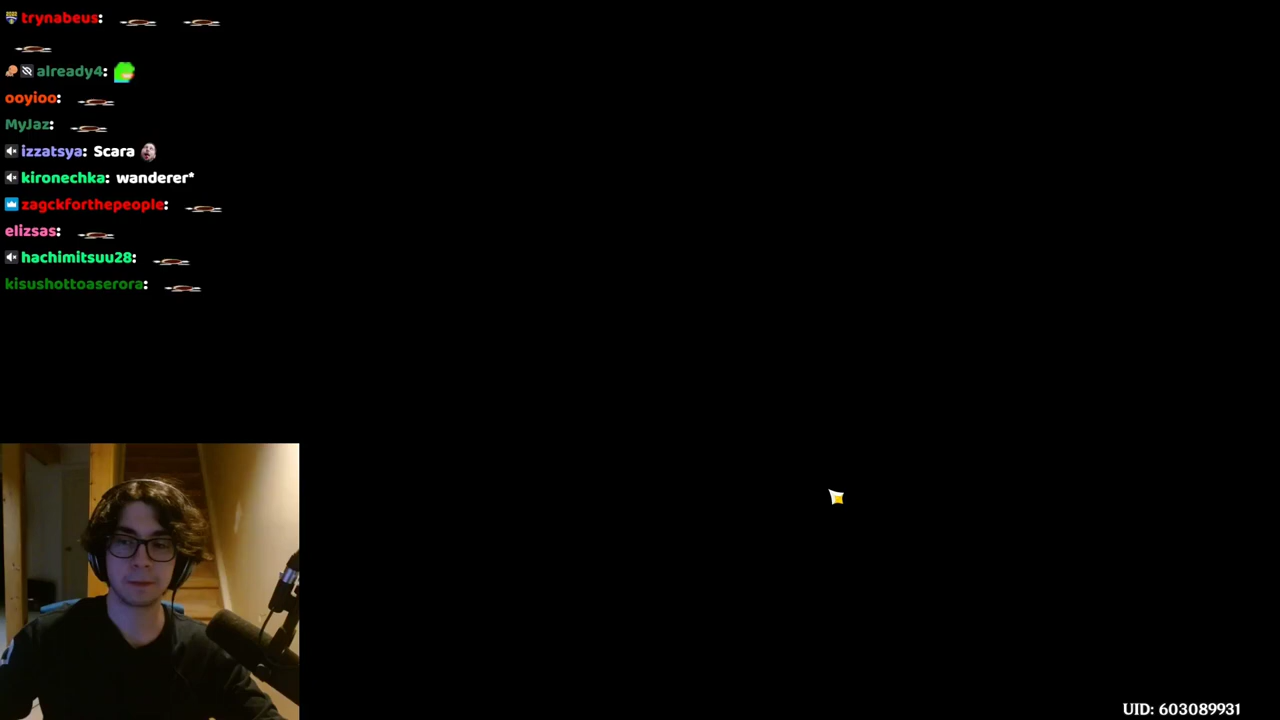 trynabeus:
already4:
ooyioo:
MyJaz:
izzatsya: Scara
kironechka: wanderer*
zagckforthepeople:
elizsas:
hachimitsuu28:
kisushottoaserora:
UID: 603089931